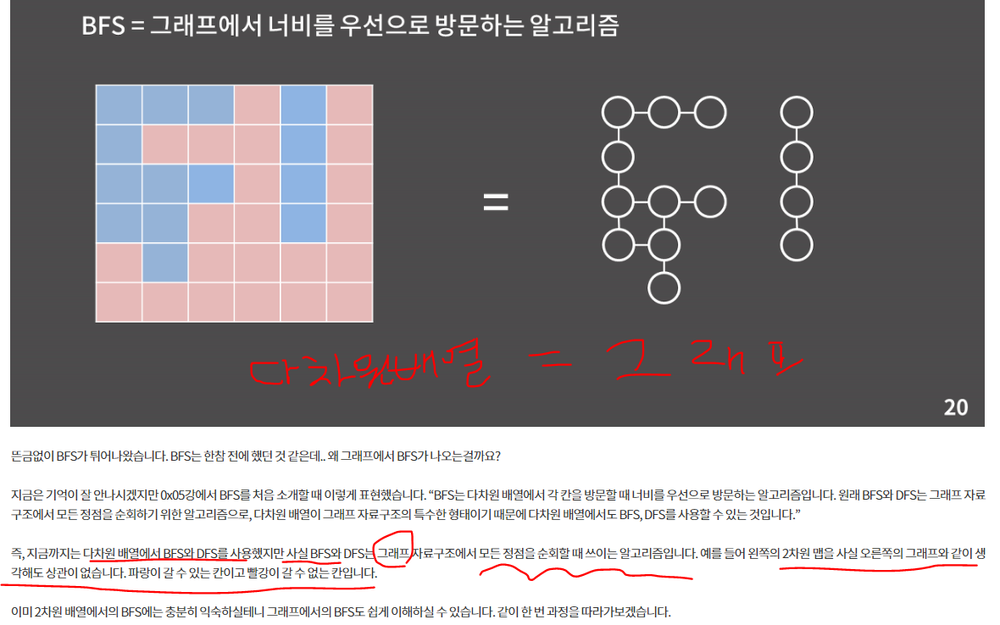 BFS = 그래프에서 너비를 우선으로 방문하는 알고리즘
=
다차원배열 = 그래프
20
뜬금없이 BFS가 튀어나왔습니다. BFS는 한참 전에 했던 것 같은데.. 왜 그래프에서 BFS가 나오는걸까요?
지금은 기억이 잘 안나시겠지만 0x05강에서 BFS를 처음 소개할 때 이렇게 표현했습니다. “BFS는 다차원 배열에서 각 칸을 방문할 때 너비를 우선으로 방문하는 알고리즘입니다. 원래 BFS와 DFS는 그래프 자료
구조에서 모든 정점을 순회하기 위한 알고리즘으로, 다차원 배열이 그래프 자료구조의 특수한 형태이기 때문에 다차원 배열에서도 BFS, DFS를 사용할 수 있는 것입니다.”
즉, 지금까지는 다차원 배열에서 BFS와 DFS를 사용했지만 사실 BFS와 DFS는 그래프 자료구조에서 모든 정점을 순회할 때 쓰이는 알고리즘입니다. 예를 들어 왼쪽의 2차원 맵을 사실 오른쪽의 그래프와 같이 생
각해도 상관이 없습니다. 파랑이 갈 수 있는 칸이고 빨강이 갈 수 없는 칸입니다.
이미 2차원 배열에서의 BFS에는 충분히 익숙하실테니 그래프에서의 BFS도 쉽게 이해하실 수 있습니다. 같이 한 번 과정을 따라가보겠습니다.